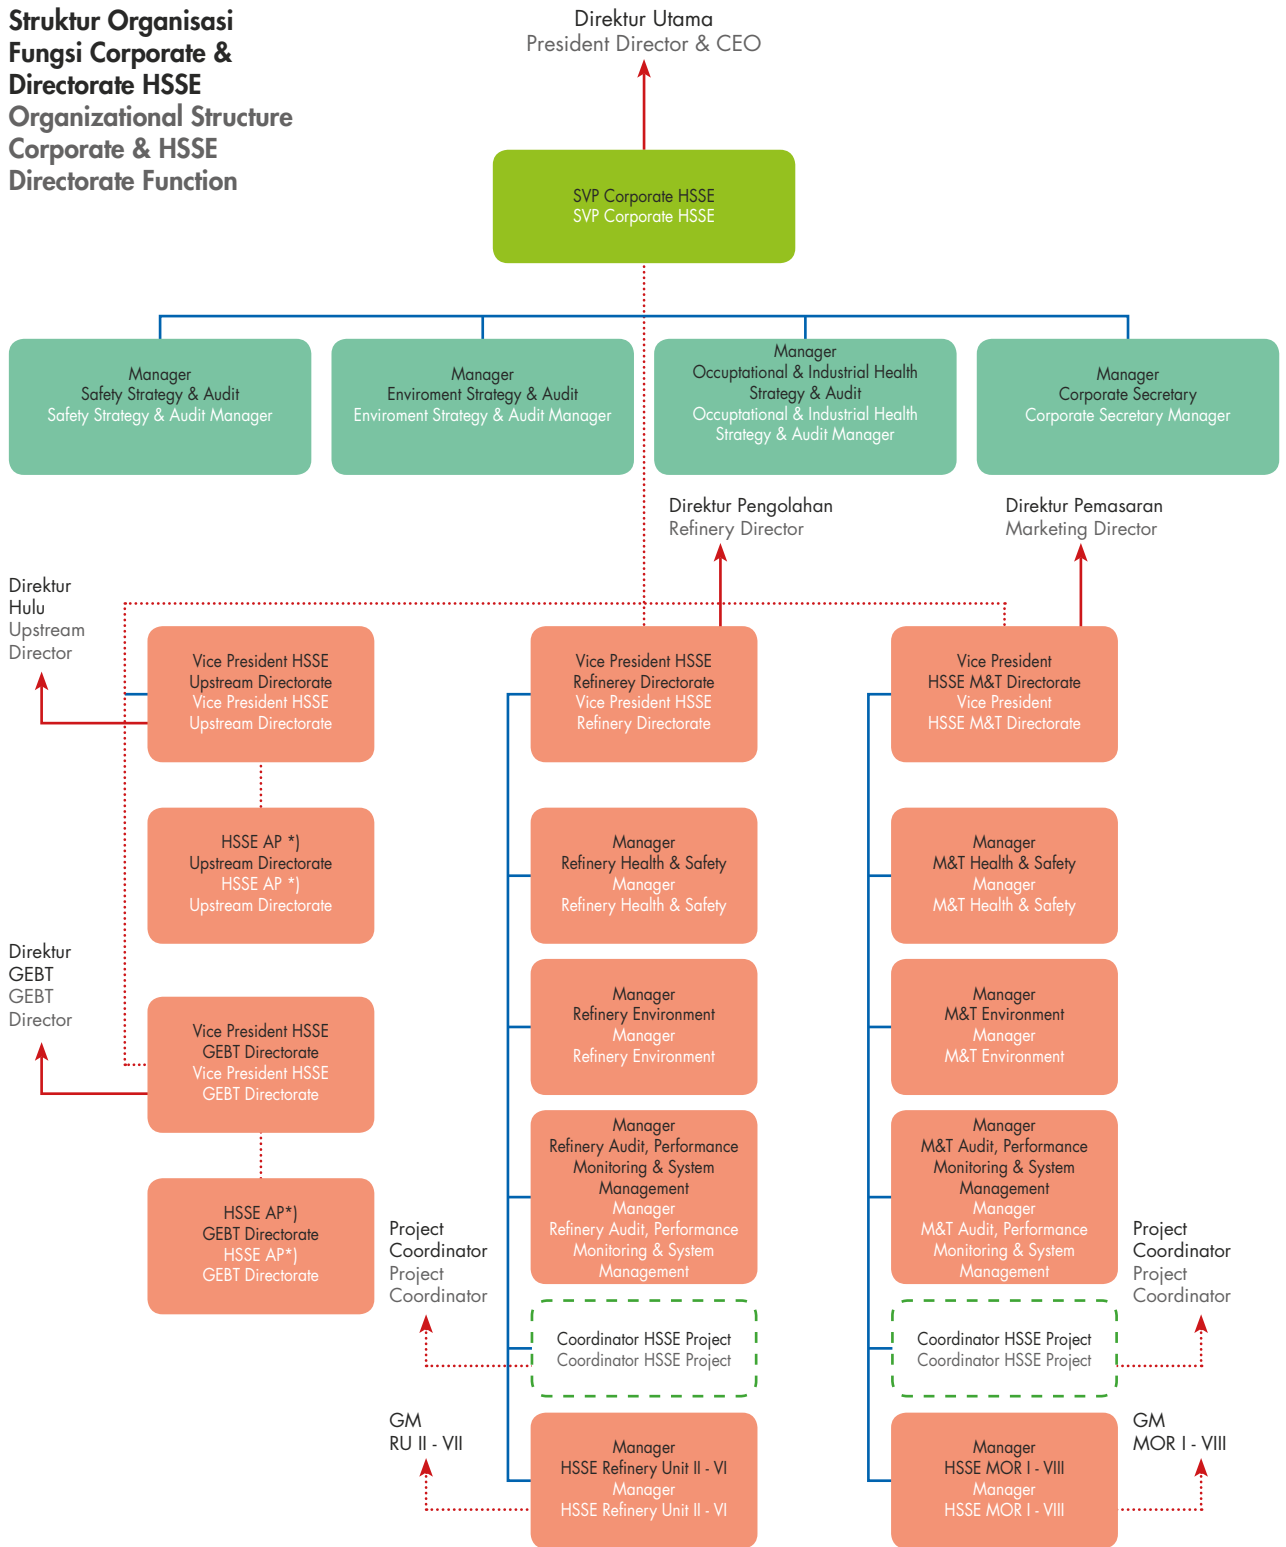 Struktur Organisasi
Fungsi Corporate &
Directorate HSSE
Organizational Structure
Corporate & HSSE
Directorate Function
Direktur Utama
President Director & CEO
SVP Corporate HSSE
SVP Corporate HSSE
Manager
Safety Strategy & Audit
Safety Strategy & Audit Manager
Manager
Enviroment Strategy & Audit
Enviroment Strategy & Audit Manager
Manager
Occuptational & Industrial Health
Strategy & Audit
Occuptational & Industrial Health
Strategy & Audit Manager
Manager
Corporate Secretary
Corporate Secretary Manager
Direktur Pengolahan
Refinery Director
Direktur Pemasaran
Marketing Director
Direktur
Hulu
Upstream
Director
Vice President HSSE
Upstream Directorate
Vice President HSSE
Upstream Directorate
Vice President HSSE
Refinerey Directorate
Vice President HSSE
Refinery Directorate
Vice President
HSSE M&T Directorate
Vice President
HSSE M&T Directorate
HSSE AP *)
Upstream Directorate
HSSE AP *)
Upstream Directorate
Manager
Refinery Health & Safety
Manager
Refinery Health & Safety
Manager
M&T Health & Safety
Manager
M&T Health & Safety
Direktur
GEBT
GEBT
Director
Vice President HSSE
GEBT Directorate
Vice President HSSE
GEBT Directorate
Manager
Refinery Environment
Manager
Refinery Environment
Manager
M&T Environment
Manager
M&T Environment
HSSE AP*)
GEBT Directorate
HSSE AP*)
GEBT Directorate
Manager
Refinery Audit, Performance
Monitoring & System
Management
Manager
Refinery Audit, Performance
Monitoring & System
Management
Manager
M&T Audit, Performance
Monitoring & System
Management
Manager
M&T Audit, Performance
Monitoring & System
Management
Project
Coordinator
Project
Coordinator
Coordinator HSSE Project
Coordinator HSSE Project
Coordinator HSSE Project
Coordinator HSSE Project
Project
Coordinator
Project
Coordinator
GM
RU II - VII
Manager
HSSE Refinery Unit II - VI
Manager
HSSE Refinery Unit II - VI
Manager
HSSE MOR I - VIII
Manager
HSSE MOR I - VIII
GM
MOR I - VIII